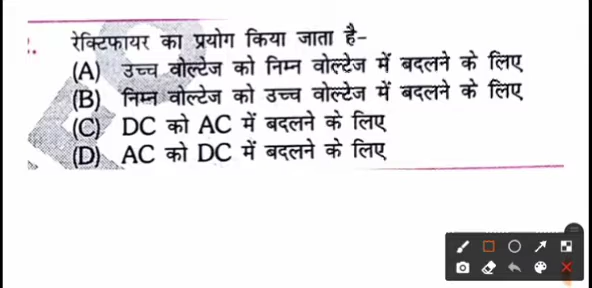 रेक्टिफायर का प्रयोग किया जाता है-
(A) उच्च वोल्टेज को निम्न वोल्टेज में बदलने के लिए
(B) निम्न वोल्टेज को उच्च वोल्टेज में बदलने के लिए
(C) DC को AC में बदलने के लिए
(D) AC को DC में बदलने के लिए